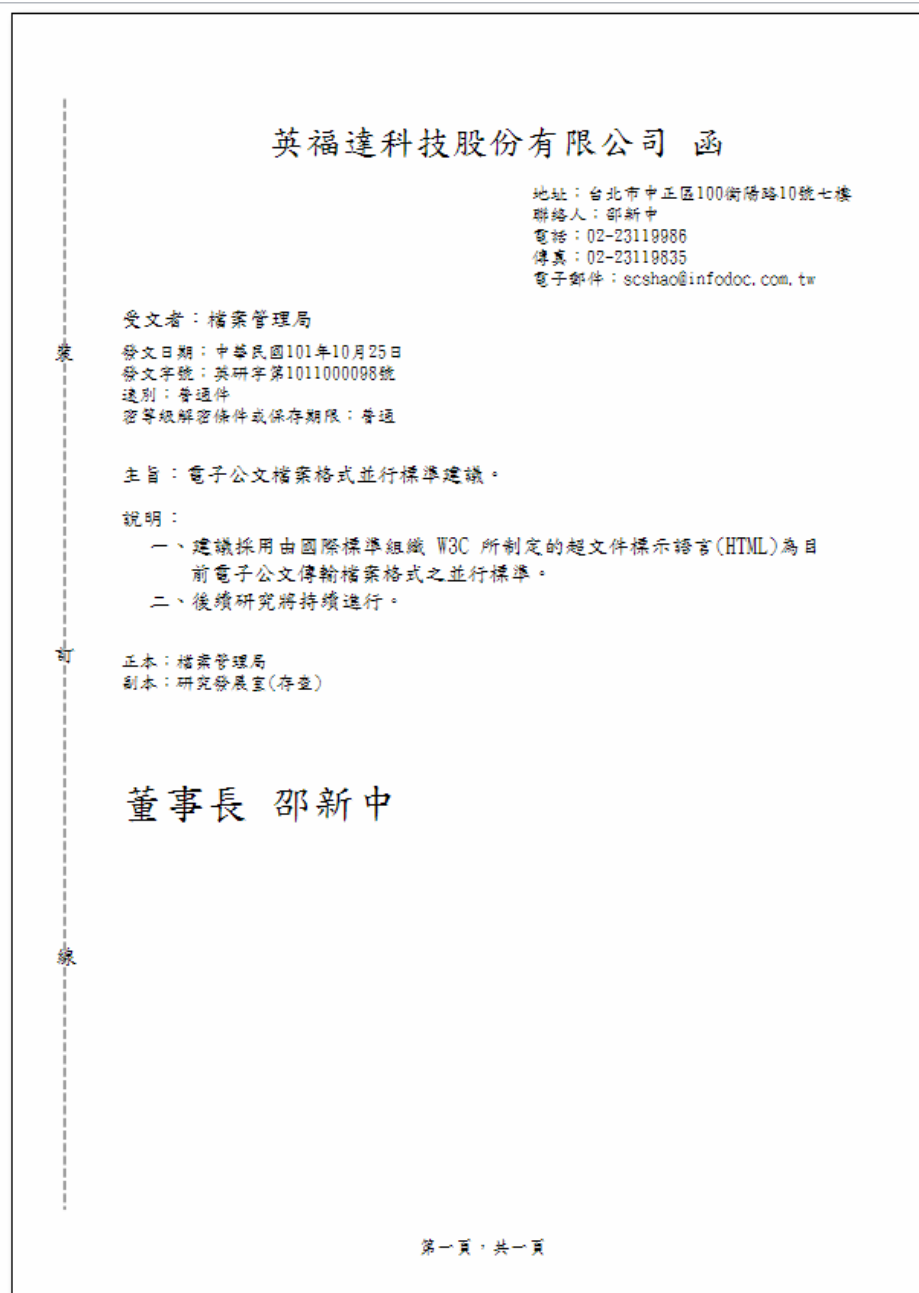 英福達科技股份有限公司 函
地址：台北市中正區100衡陽路10號七樓
聯絡人：邵新中
電話：02-23119986
傳真：02-23119835
電子郵件：scshao@infodoc.com.tw
受文者：檔案管理局
發文日期：中華民國101年10月25日
發文字號：英研字第1011000098號
速別：普通件
密等級解密條件或保存期限：普通
主旨：電子公文檔案格式並行標準建議。
說明：
一、建議採用由國際標準組織 W3C 所制定的超文件標示語言(HTML)為目
前電子公文傳輸檔案格式之並行標準。
二、後續研究將持續進行。
正本：檔案管理局
副本：研究發展室(存查)
董事長 邵新中
裝
訂
線
第一頁，共一頁